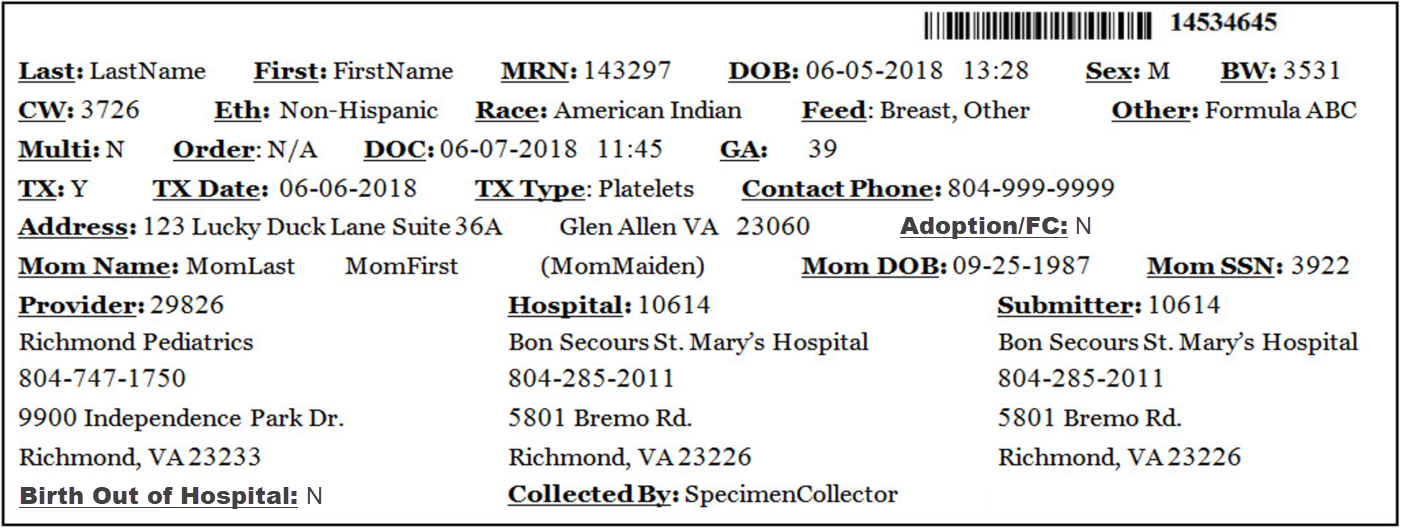 14534645
Last: LastName First: FirstName MRN: 143297 DOB: 06-05-2018 13:28 Sex: M BW: 3531
CW: 3726 Eth: Non-Hispanic Race: American Indian Feed: Breast, Other Other: Formula ABC
Multi: N Order: N/A DOC: 06-07-2018 11:45 GA: 39
TX: Y TX Date: 06-06-2018 TX Type: Platelets Contact Phone: 804-999-9999
Address: 123 Lucky Duck Lane Suite 36A Glen Allen VA 23060 Adoption/FC: N
Mom Name: MomLast MomFirst (MomMaiden) Mom DOB: 09-25-1987 Mom SSN: 3922
Provider: 29826 Hospital: 10614 Submitter: 10614
Richmond Pediatrics Bon Secours St. Mary’s Hospital Bon Secours St. Mary’s Hospital
804-747-1750 804-285-2011 804-285-2011
9900 Independence Park Dr. 5801 Bremo Rd. 5801 Bremo Rd.
Richmond, VA 23233 Richmond, VA 23226 Richmond, VA 23226
Birth Out of Hospital: N Collected By: SpecimenCollector